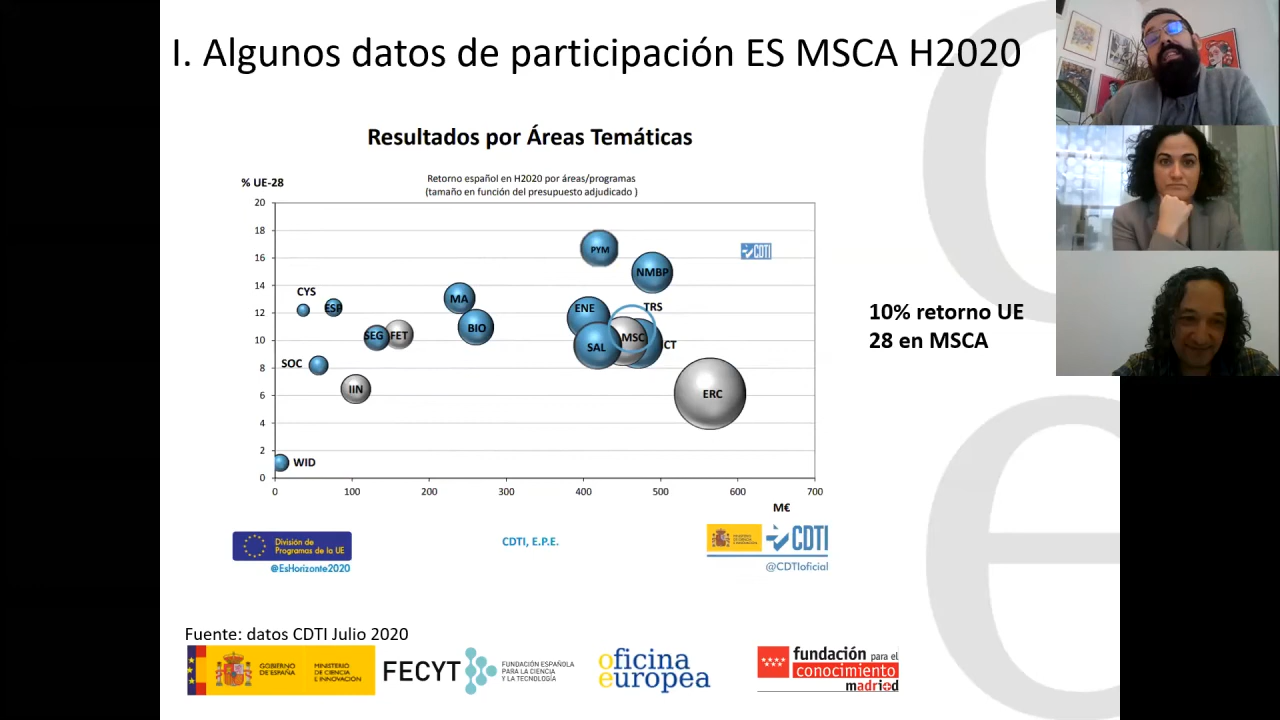 I. Algunos datos de participación ES MSCA H2020
Resultados por Áreas Temáticas
Retorno español en H2020 por áreas/programas
(tamaño en función del presupuesto adjudicado )
% UE-28
20
18
16
14
12
10
8
6
4
2
0
0
100
200
300
400
500
600
700
M€
CYS
ESP
SEG
FET
SOC
IIN
WID
MA
BIO
PYM
NMBP
ENE
TRS
SAL
MSC
CT
ERC
CDTI
10% retorno UE
28 en MSCA
División de
Programas de la UE
@EsHorizonte2020
CDTI, E.P.E.
CDTI
@CDTIoficial
Fuente: datos CDTI Julio 2020
GOBIERNO
DE ESPAÑA
MINISTERIO
DE CIENCIA
E INNOVACIÓN
FECYT
FUNDACIÓN ESPAÑOLA
PARA LA CIENCIA
Y LA TECNOLOGÍA
oficina
europea
fundación para el
conocimiento
madri+d